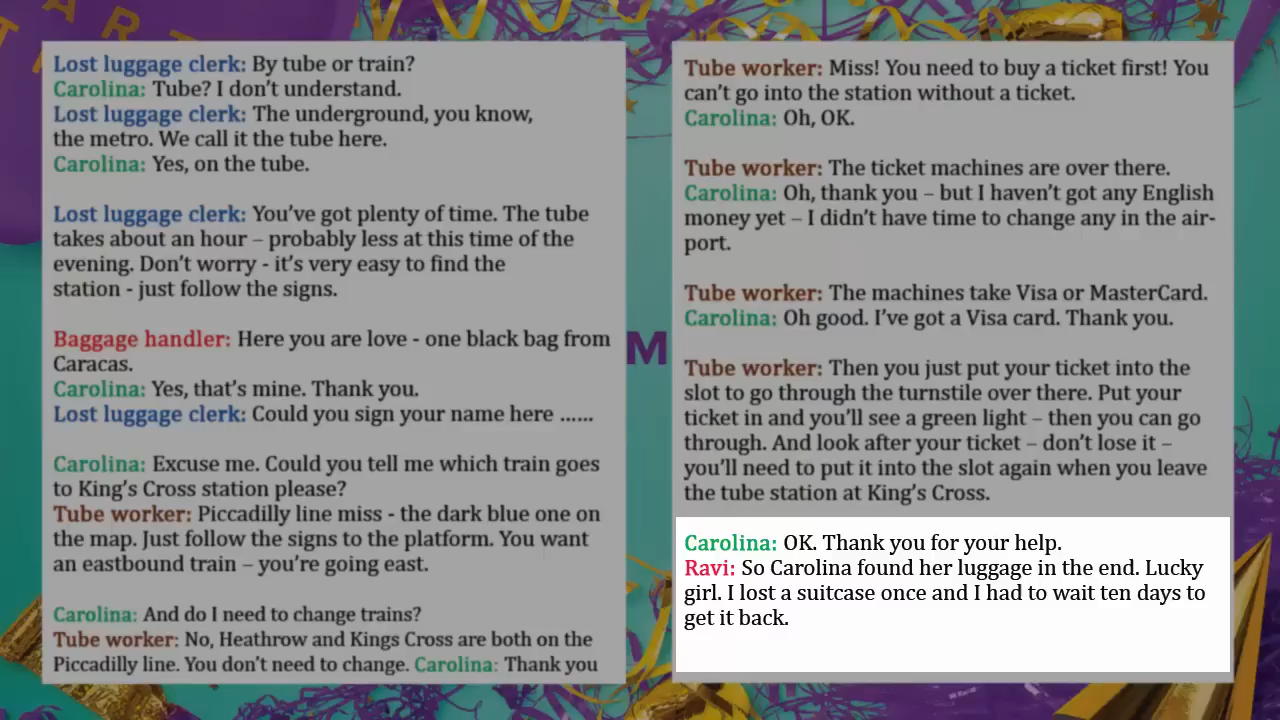 Lost luggage clerk: By tube or train?
Carolina: Tube? I don't understand.
Lost luggage clerk: The underground, you know,
the metro. We call it the tube here.
Carolina: Yes, on the tube.
Lost luggage clerk: You've got plenty of time. The tube
takes about an hour – probably less at this time of the
evening. Don't worry - it's very easy to find the
station - just follow the signs.
Baggage handler: Here you are love - one black bag from
Caracas.
Carolina: Yes, that's mine. Thank you.
Lost luggage clerk: Could you sign your name here ......
Carolina: Excuse me. Could you tell me which train goes
to King's Cross station please?
Tube worker: Piccadilly line miss - the dark blue one on
the map. Just follow the signs to the platform. You want
an eastbound train – you're going east.
Carolina: And do I need to change trains?
Tube worker: No, Heathrow and Kings Cross are both on the
Piccadilly line. You don't need to change. Carolina: Thank you
Tube worker: Miss! You need to buy a ticket first! You
can't go into the station without a ticket.
Carolina: Oh, OK.
Tube worker: The ticket machines are over there.
Carolina: Oh, thank you – but I haven't got any English
money yet – I didn't have time to change any in the air-
port.
Tube worker: The machines take Visa or MasterCard.
Carolina: Oh good. I've got a Visa card. Thank you.
Tube worker: Then you just put your ticket into the
slot to go through the turnstile over there. Put your
ticket in and you'll see a green light – then you can go
through. And look after your ticket – don't lose it –
you'll need to put it into the slot again when you leave
the tube station at King's Cross.
Carolina: OK. Thank you for your help.
Ravi: So Carolina found her luggage in the end. Lucky
girl. I lost a suitcase once and I had to wait ten days to
get it back.
M